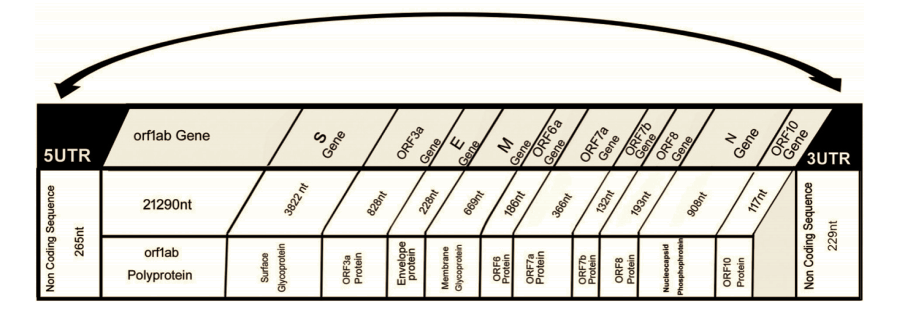 5UTR
orf1ab Gene
S
Gene
ORF3a
Gene
E
Gene
M
Gene
ORF6a
Gene
ORF7a
Gene
ORF7b
Gene
ORF8
Gene
N
Gene
ORF10
Gene
3UTR
Non Coding Sequence
265nt
21290nt
3822 nt
828nt
228nt
669nt
186nt
366nt
132nt
193nt
908nt
117nt
Non Coding Sequence
229nt
orf1ab
Polyprotein
Surface
Glycoprotein
ORF3a
Protein
Envelope
protein
Membrane
Glycoprotein
ORF6
Protein
ORF7a
Protein
ORF7b
Protein
ORF8
Protein
Nucleocapsid
Phosphophrotein
ORF10
Protein